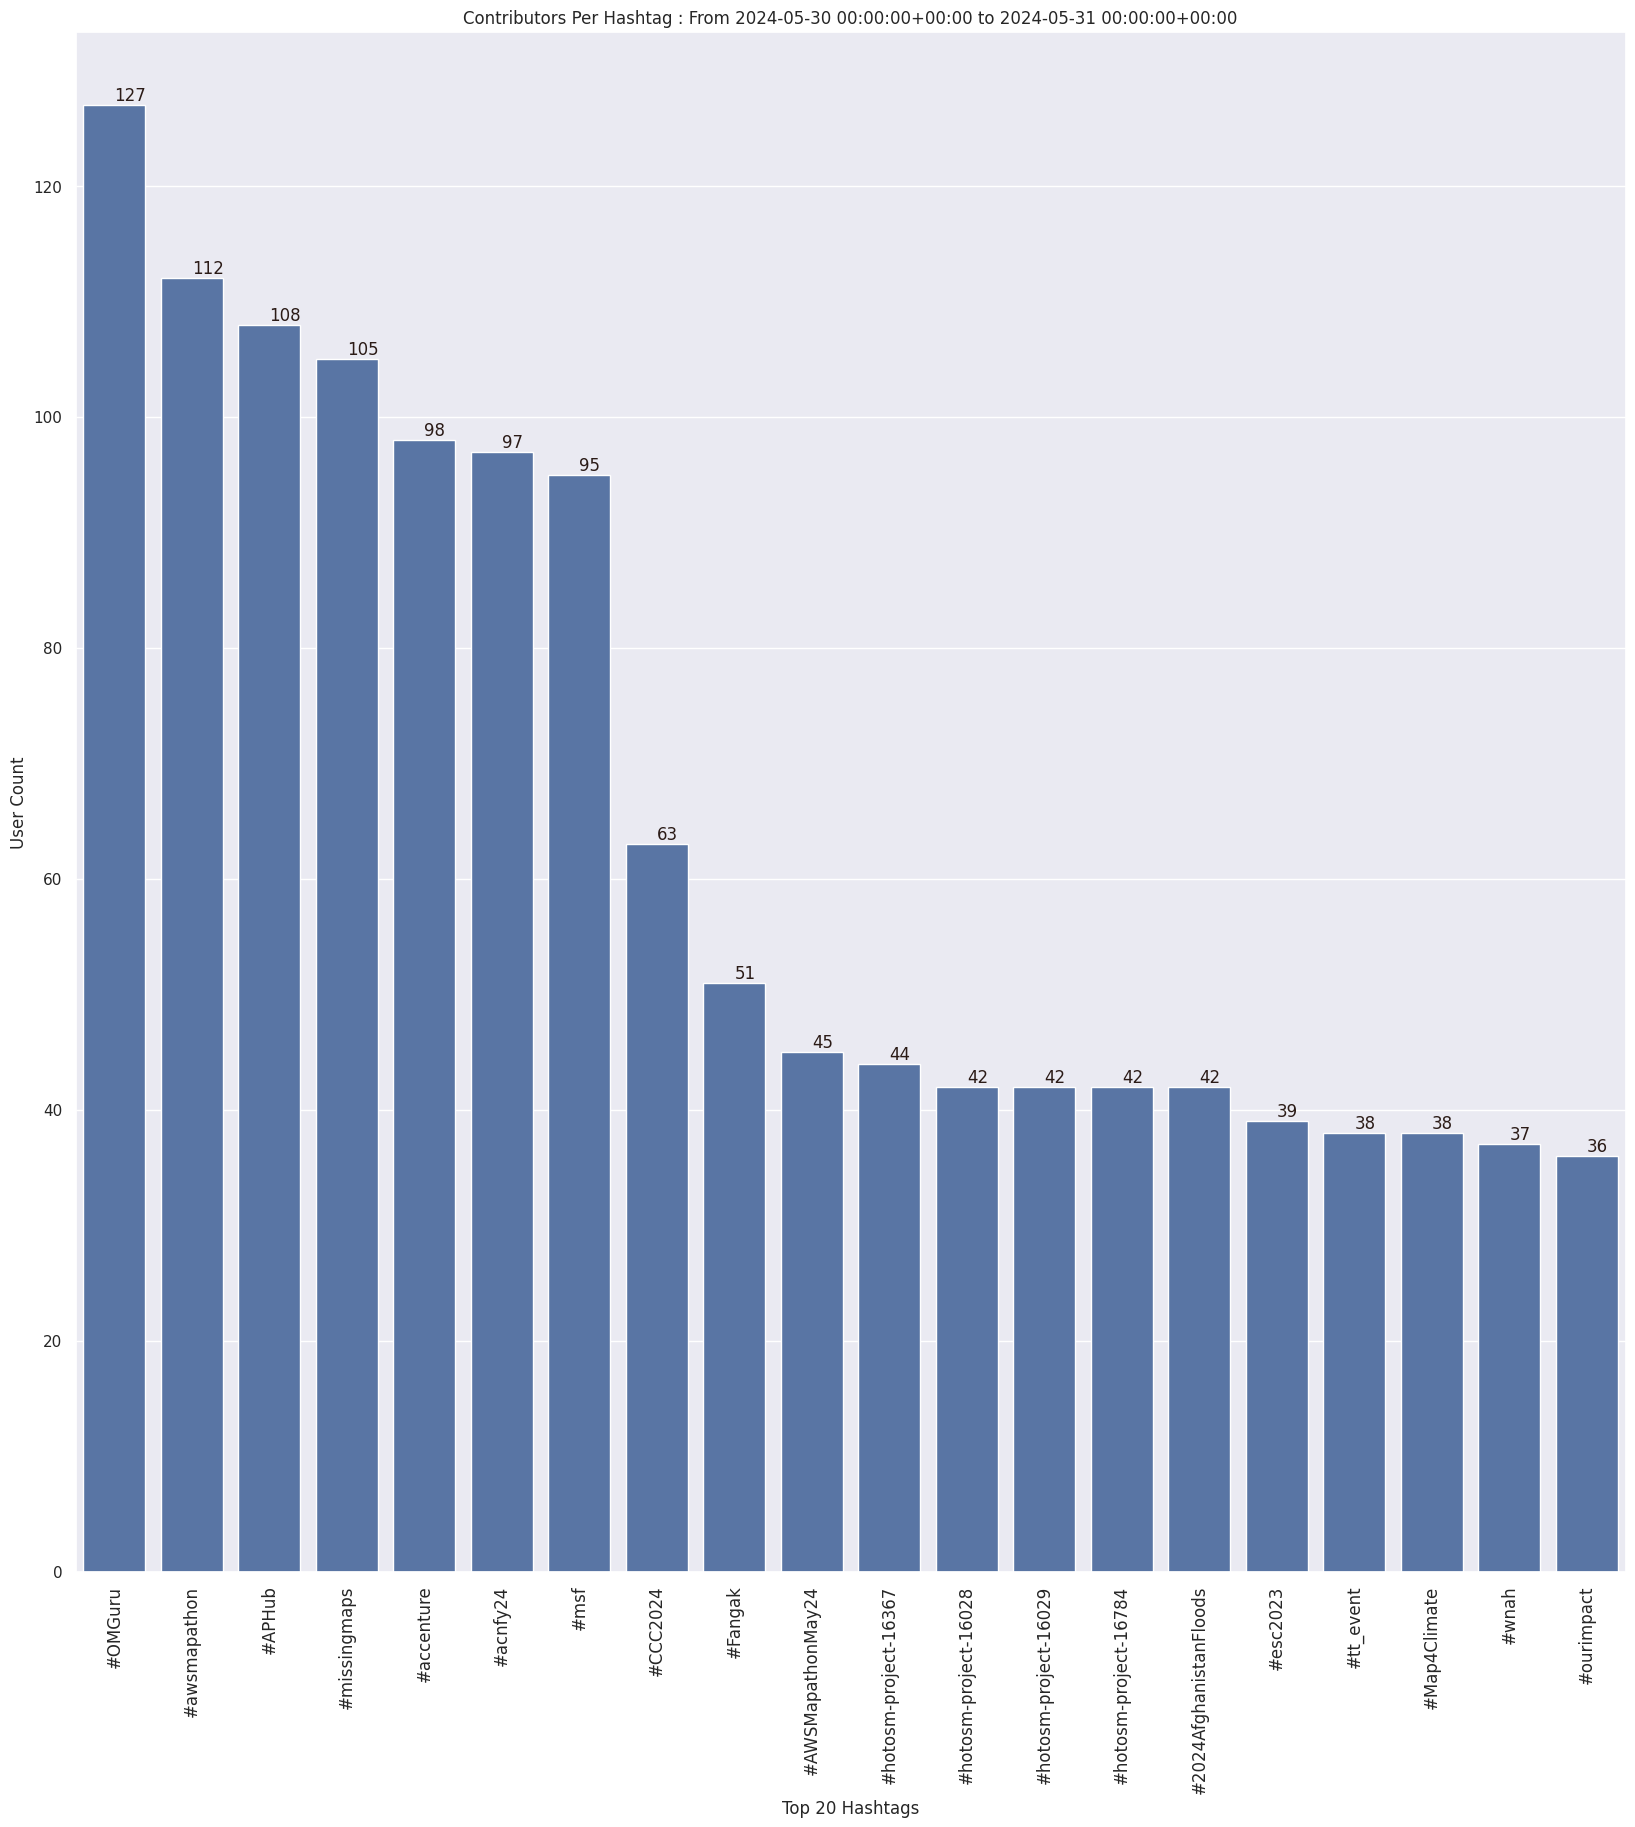 Contributors Per Hashtag : From 2024-05-30 00:00:00+00:00 to 2024-05-31 00:00:00+00:00
User Count
120
100
80
60
40
20
0
127
112
108
105
98
97
95
63
51
45
44
42
42
42
42
39
38
38
37
36
#OMGuru
#awsmapathon
#APHub
#missingmaps
#accenture
#acnfy24
#msf
#CCC2024
#Fangak
#AWSMapathonMay24
#hotosm-project-16367
#hotosm-project-16028
#hotosm-project-16029
#hotosm-project-16784
#2024AfghanistanFloods
#esc2023
#tt_event
#Map4Climate
#wnah
#ourimpact
Top 20 Hashtags